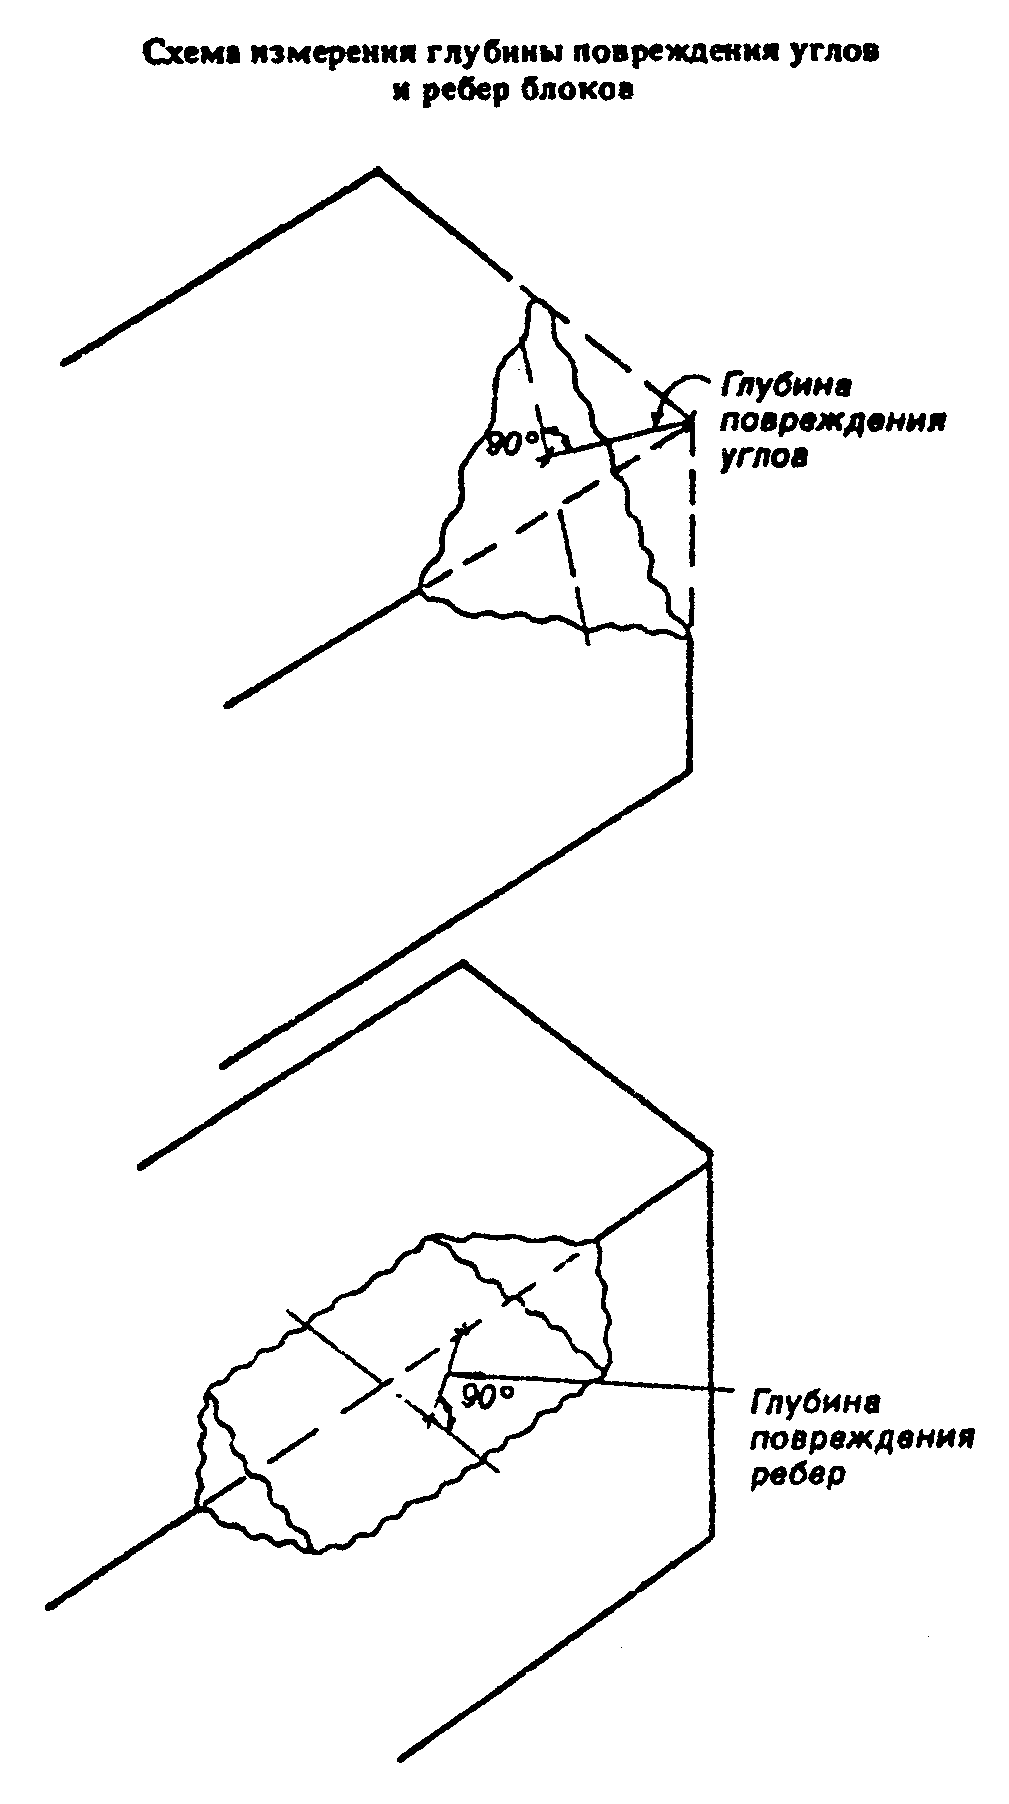 Схема измерения глубины повреждения углов
и ребер блоков
Глубина
повреждения
углов
90°
90°
Глубина
повреждения
ребер